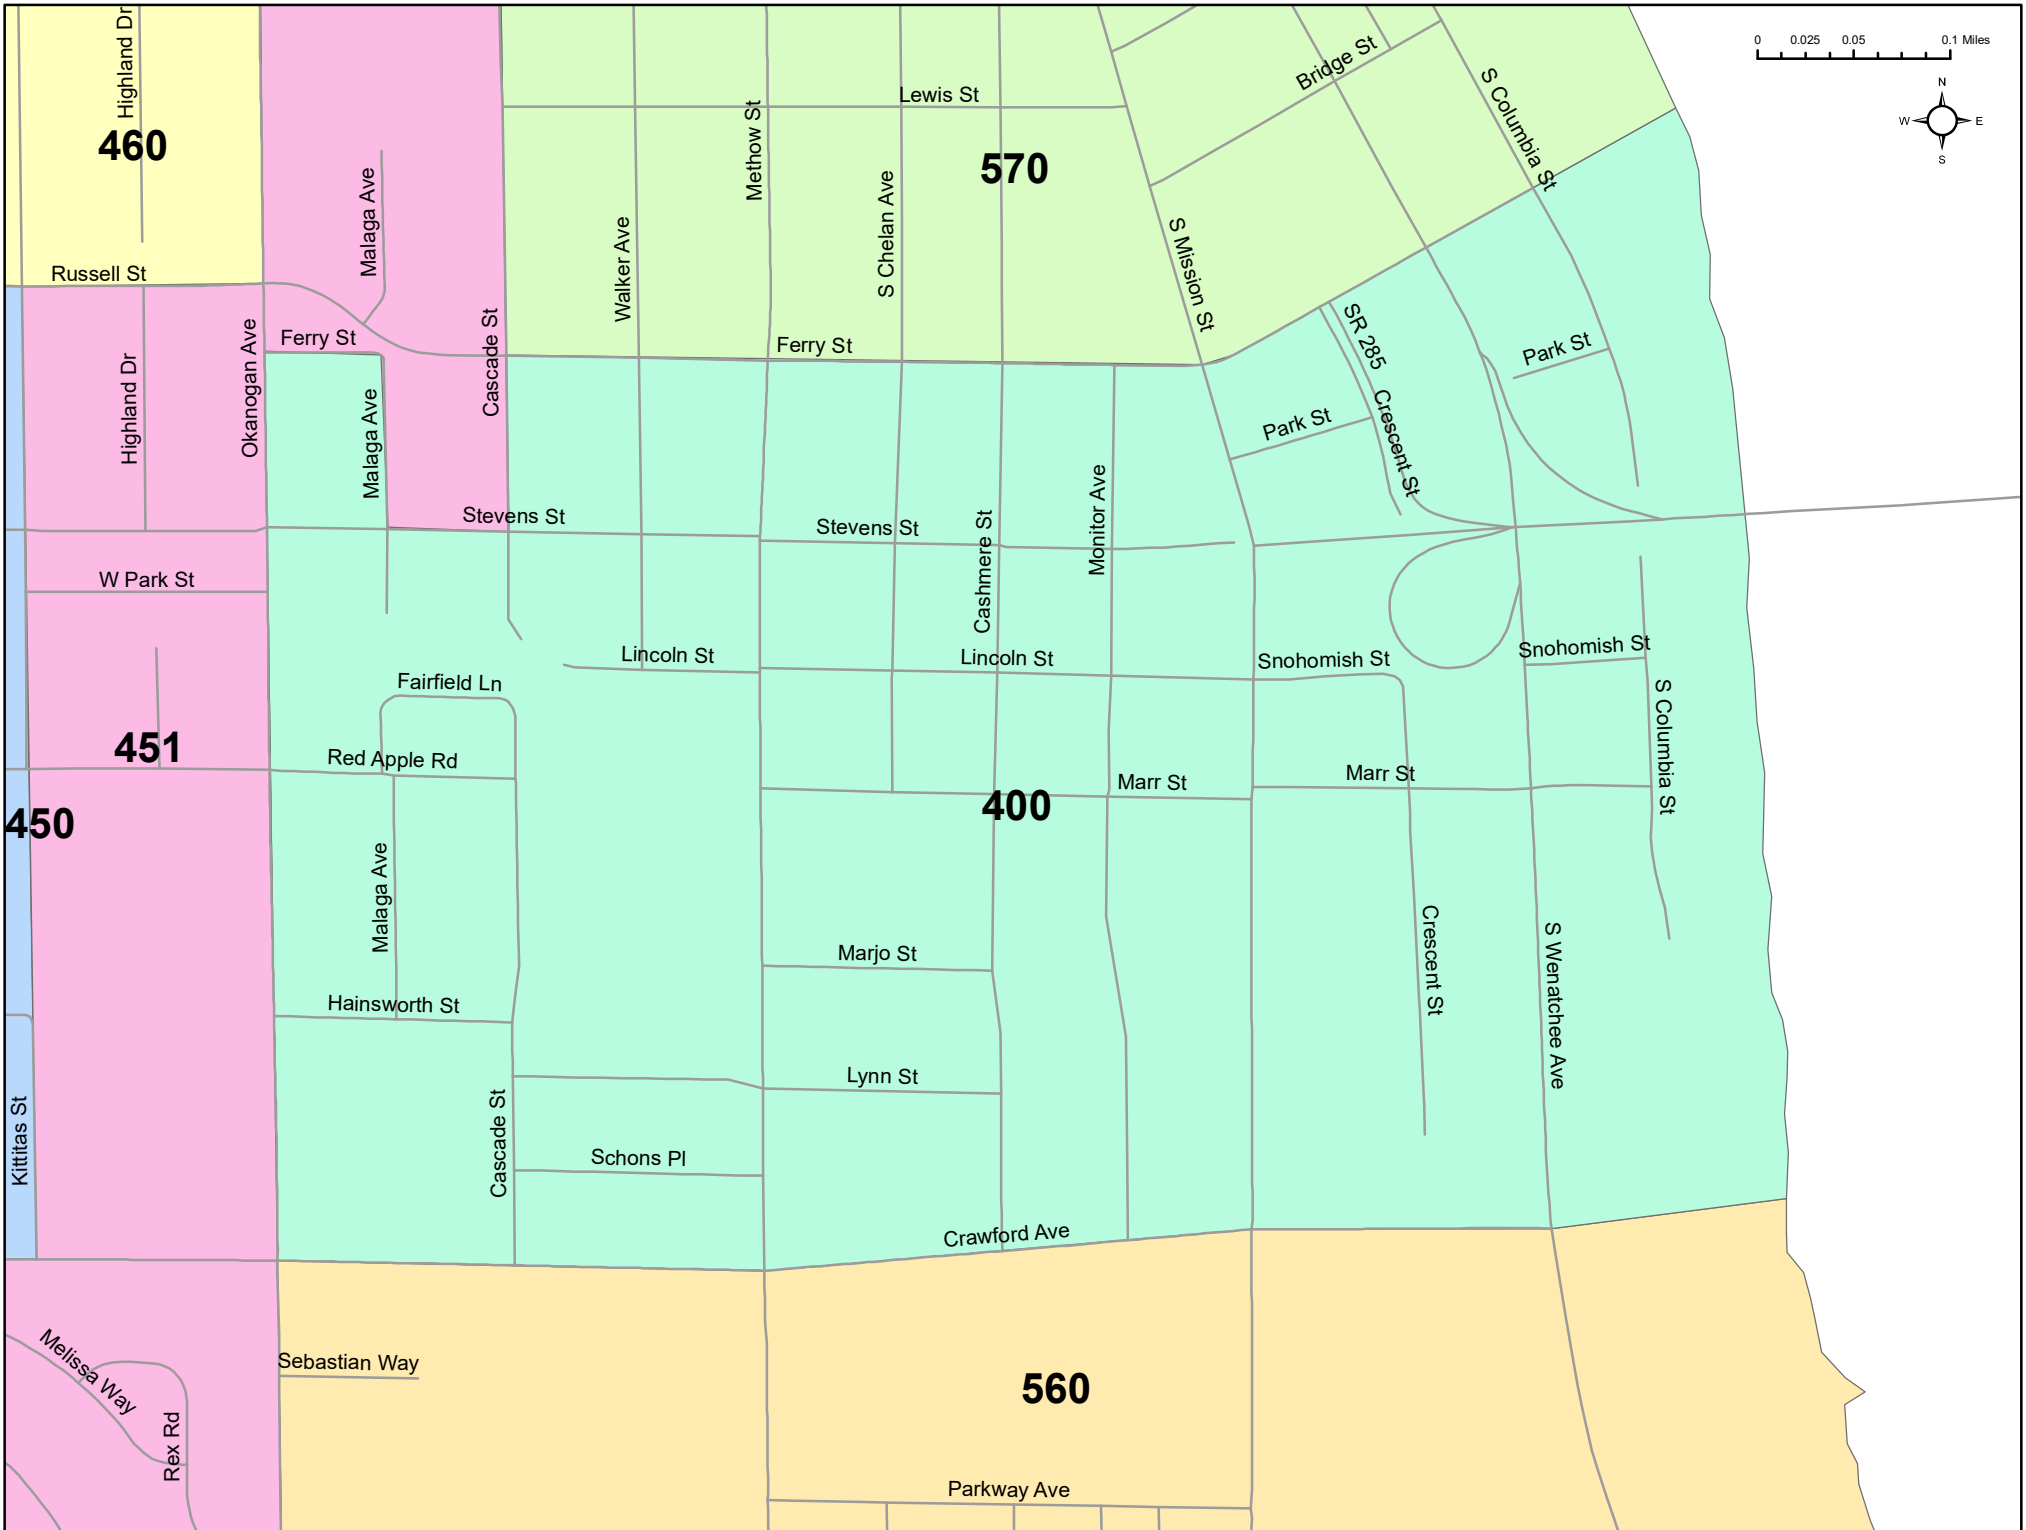 Highland Dr
460
Russell St
Malaga Ave
Methow St
Lewis St
570
S Chelan Ave
Walker Ave
S Mission St
Bridge St
S Columbia St
0 0.025 0.05 0.1 Miles
N
W E
S
Highland Dr
Okanogan Ave
Ferry St
Malaga Ave
Cascade St
Ferry St
SR 285
Park St
Park St
Crescent St
Stevens St
Stevens St
Cashmere St
Monitor Ave
W Park St
Lincoln St
Lincoln St
Snohomish St
Snohomish St
Fairfield Ln
451
Red Apple Rd
S Columbia St
Marr St
Marr St
400
450
Malaga Ave
Marjo St
Crescent St
S Wenatchee Ave
Hainsworth St
Lynn St
Kittitas St
Cascade St
Schons Pl
Crawford Ave
Melissa Way
Sebastian Way
560
Rex Rd
Parkway Ave